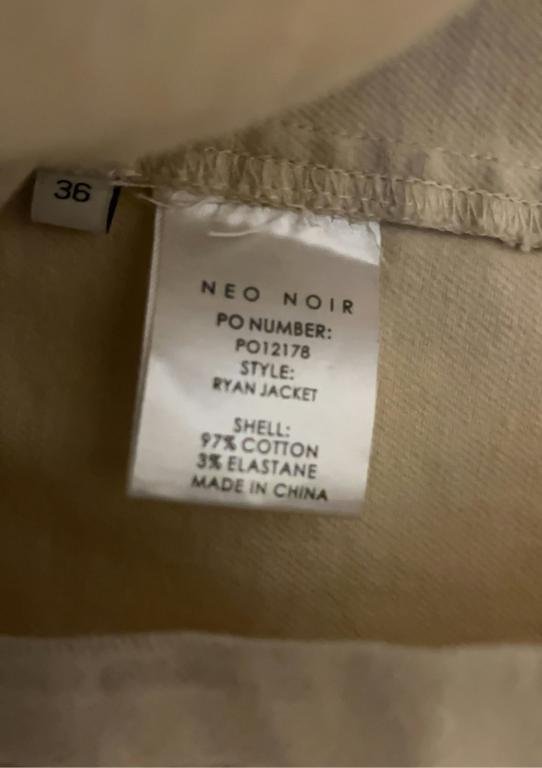 36
NEO NOIR
PO NUMBER:
PO12178
STYLE:
RYAN JACKET
SHELL:
97% COTTON
3% ELASTANE
MADE IN CHINA